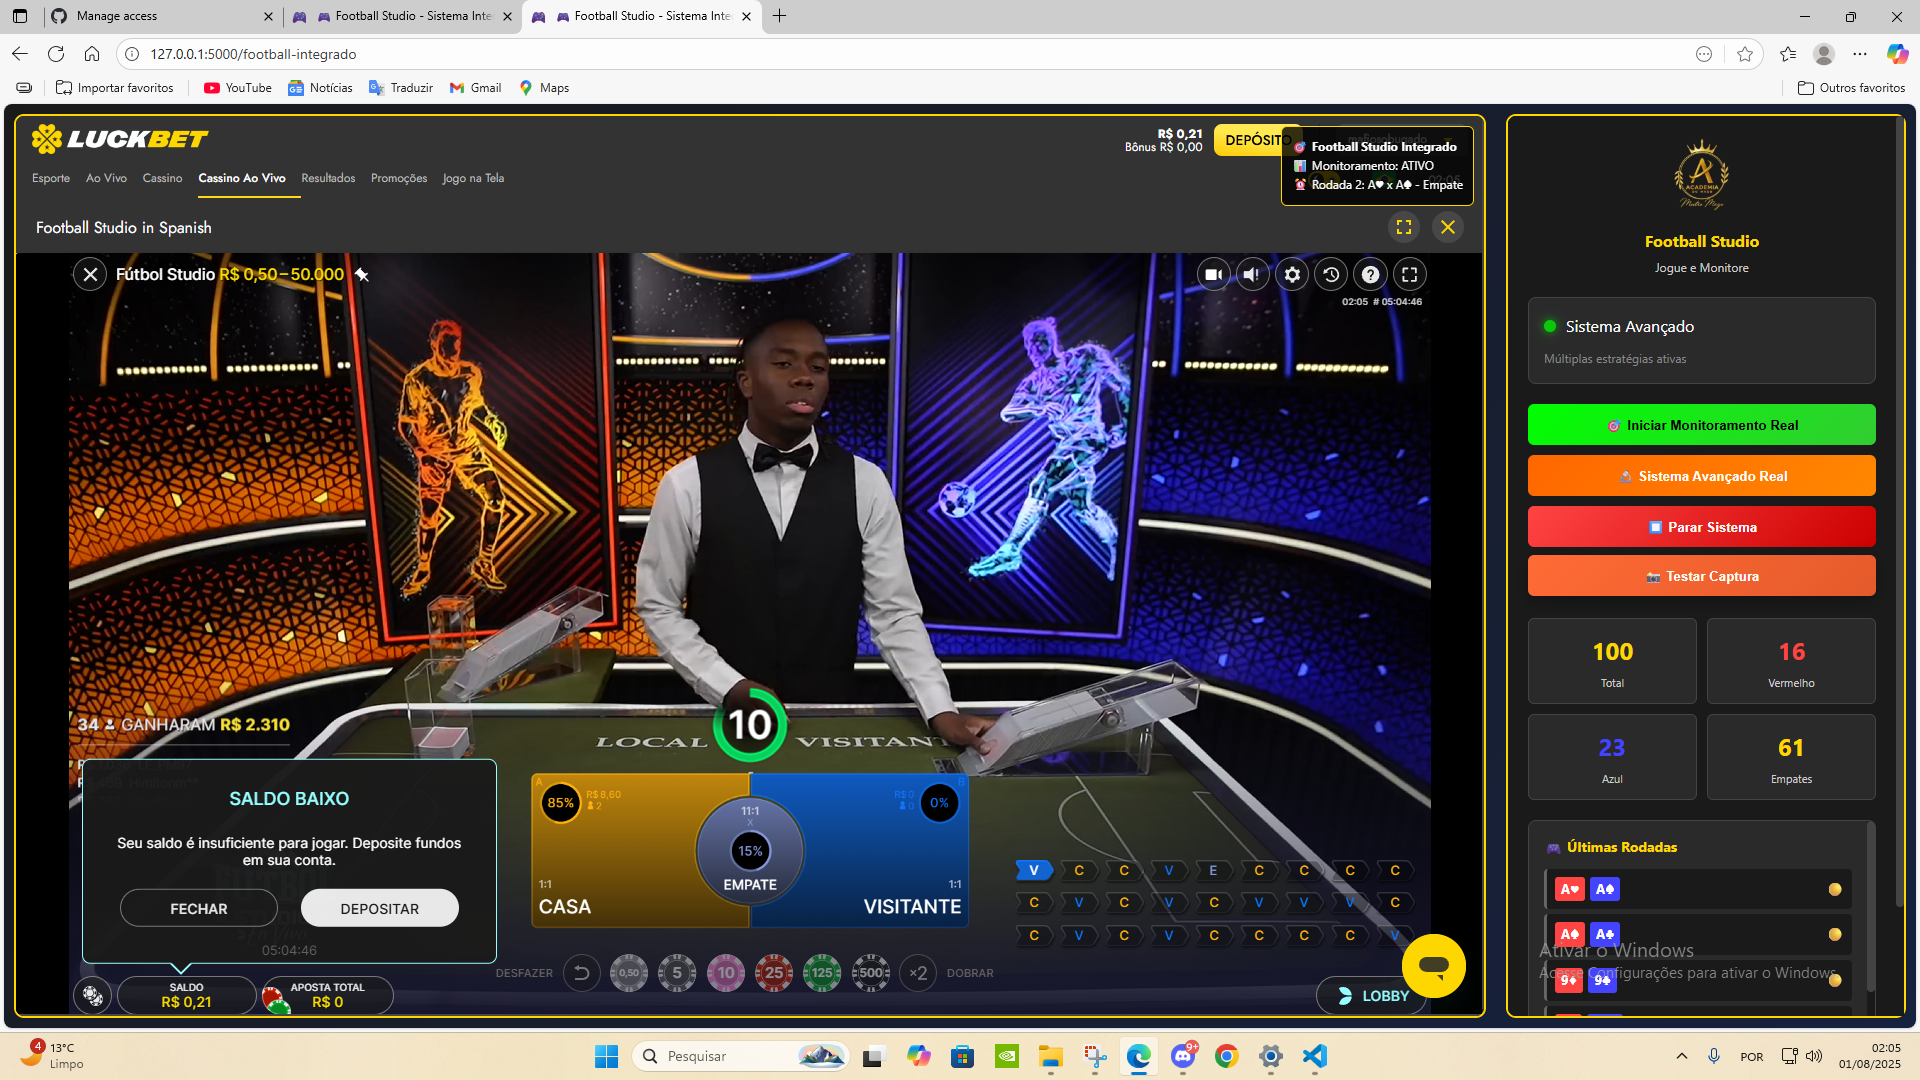 Manage access
Football Studio - Sistema Inte
Football Studio - Sistema Inte
127.0.0.1:5000/football-integrado
Importar favoritos
YouTube
Notícias
Traduzir
Gmail
Maps
Outros favoritos
LUCKBET
R$ 0,21
Bônus R$ 0,00
DEPÓSITO
Football Studio Integrado
Monitoramento: ATIVO
Rodada 2: A♥ x A♠ - Empate
Esporte
Ao Vivo
Cassino
Cassino Ao Vivo
Resultados
Promoções
Jogo na Tela
Football Studio in Spanish
Fútbol Studio R$ 0,50–50.000
02:05 # 05:04:46
34 GANHARAM R$ 2.310
10
LOCAL
VISITANT
SALDO BAIXO
Seu saldo é insuficiente para jogar. Deposite fundos
em sua conta.
FECHAR
DEPOSITAR
05:04:46
A
B
85%
R$ 8,60
2
11:1
X
15%
EMPATE
R$ 0
0
0%
1:1
CASA
1:1
VISITANTE
V C C V E C C C C
C V C V C V V V C
C V C V C C C C V
DESFAZER
0,50
5
10
25
125
500
×2
DOBRAR
SALDO
R$ 0,21
APOSTA TOTAL
R$ 0
LOBBY
ACADEMIA
Football Studio
Jogue e Monitore
Sistema Avançado
Múltiplas estratégias ativas
Iniciar Monitoramento Real
Sistema Avançado Real
Parar Sistema
Testar Captura
100
Total
16
Vermelho
23
Azul
61
Empates
Últimas Rodadas
A♥ A♠
A♠ A♣
9♦ 9♣
Ativar o Windows
Acesse Configurações para ativar o Windows.
4
13°C
Limpo
Pesquisar
9+
POR
02:05
01/08/2025